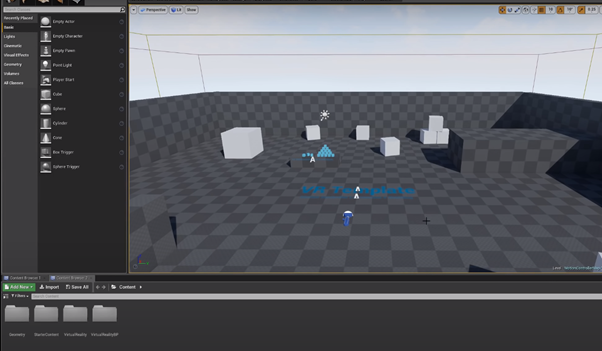 Recently Placed
Basic
Lights
Cinematic
Visual Effects
Geometry
Volumes
All Classes
Empty Actor
Empty Character
Empty Pawn
Point Light
Player Start
Cube
Sphere
Cylinder
Cone
Box Trigger
Sphere Trigger
Perspective
Lit
Show
Content Browser 1
Content Browser 2
Add New
Import
Save All
Content
Filters
Search Content
Geometry
StarterContent
VirtualReality
VirtualRealityBP